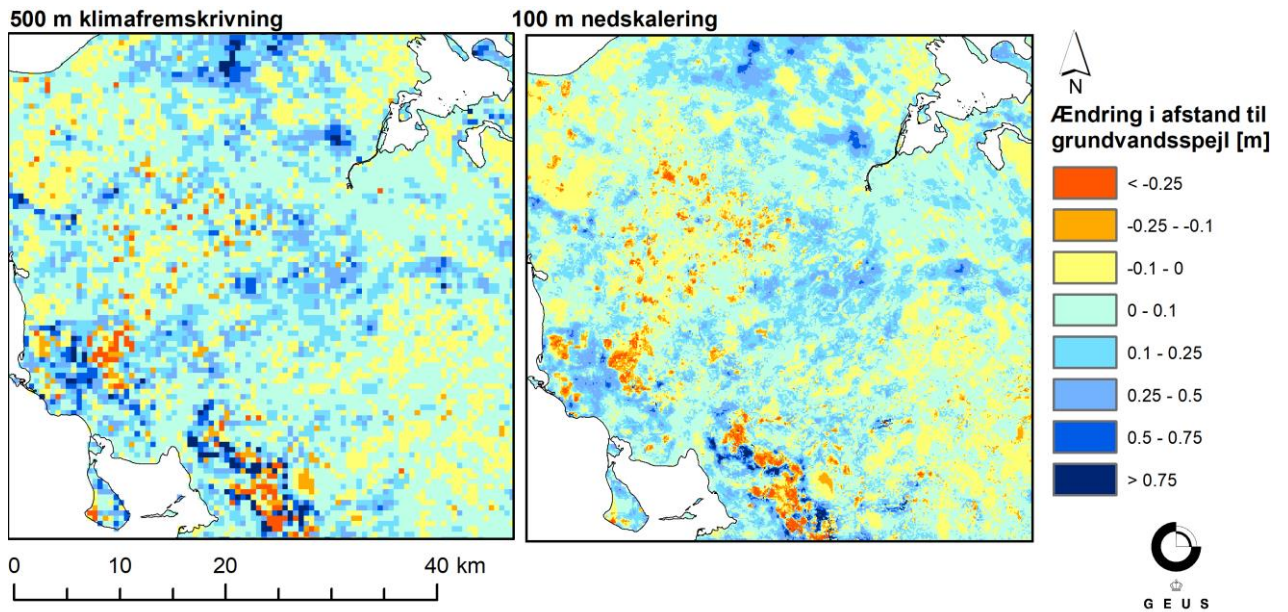 500 m klimafremskrivning
100 m nedskalering
N
Ændring i afstand til
grundvandsspejl [m]
< -0.25
-0.25 - -0.1
-0.1 - 0
0 - 0.1
0.1 - 0.25
0.25 - 0.5
0.5 - 0.75
> 0.75
0 10 20 40 km
G E U S